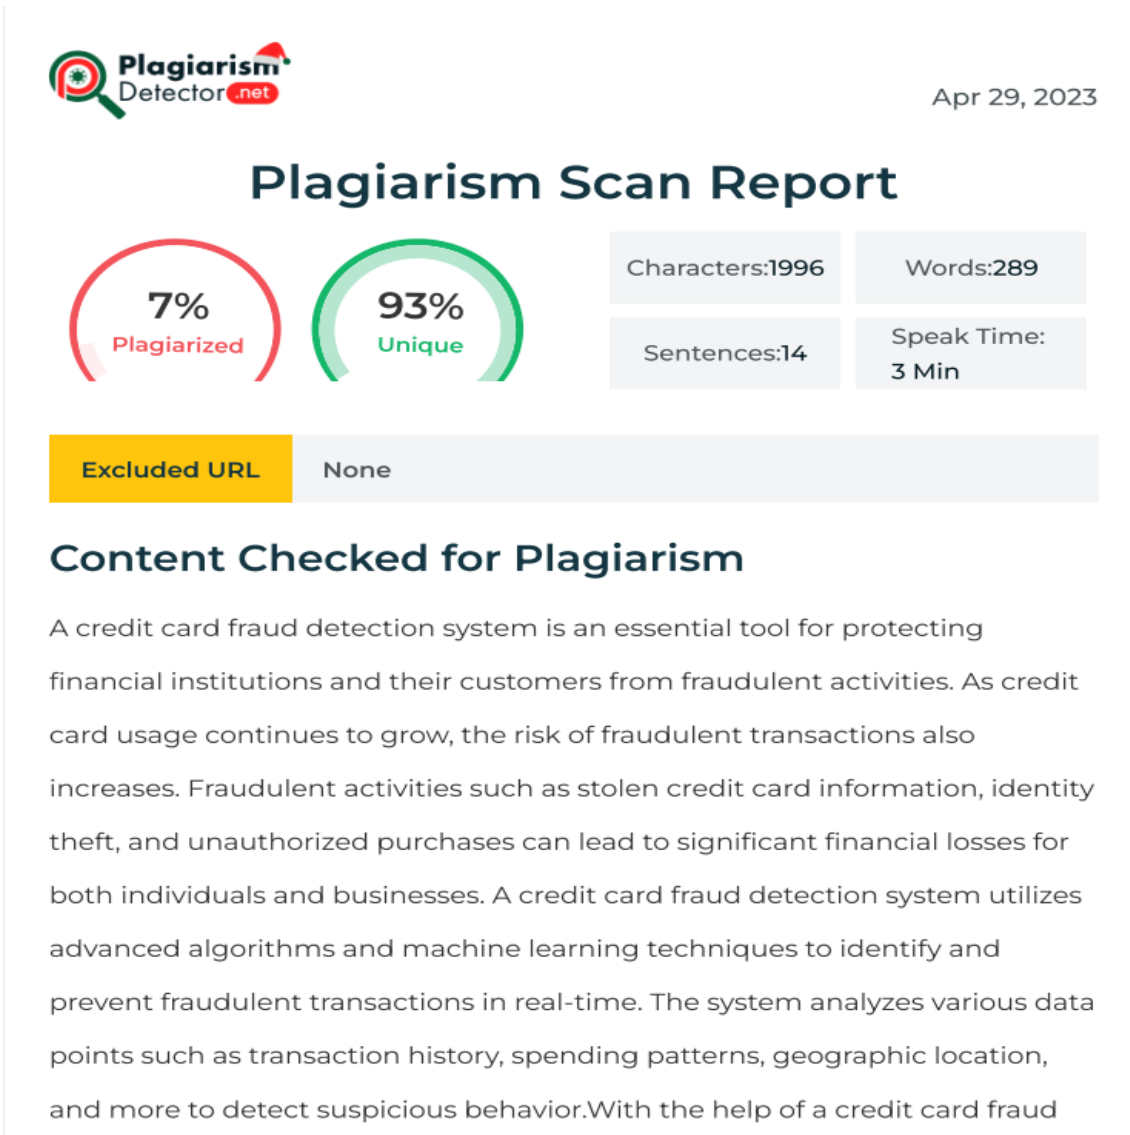 Plagiarism
Detector .net
Apr 29, 2023
Plagiarism Scan Report
7%
Plagiarized
93%
Unique
Characters:1996
Words:289
Sentences:14
Speak Time:
3 Min
Excluded URL
None
Content Checked for Plagiarism
A credit card fraud detection system is an essential tool for protecting
financial institutions and their customers from fraudulent activities. As credit
card usage continues to grow, the risk of fraudulent transactions also
increases. Fraudulent activities such as stolen credit card information, identity
theft, and unauthorized purchases can lead to significant financial losses for
both individuals and businesses. A credit card fraud detection system utilizes
advanced algorithms and machine learning techniques to identify and
prevent fraudulent transactions in real-time. The system analyzes various data
points such as transaction history, spending patterns, geographic location,
and more to detect suspicious behavior.With the help of a credit card fraud